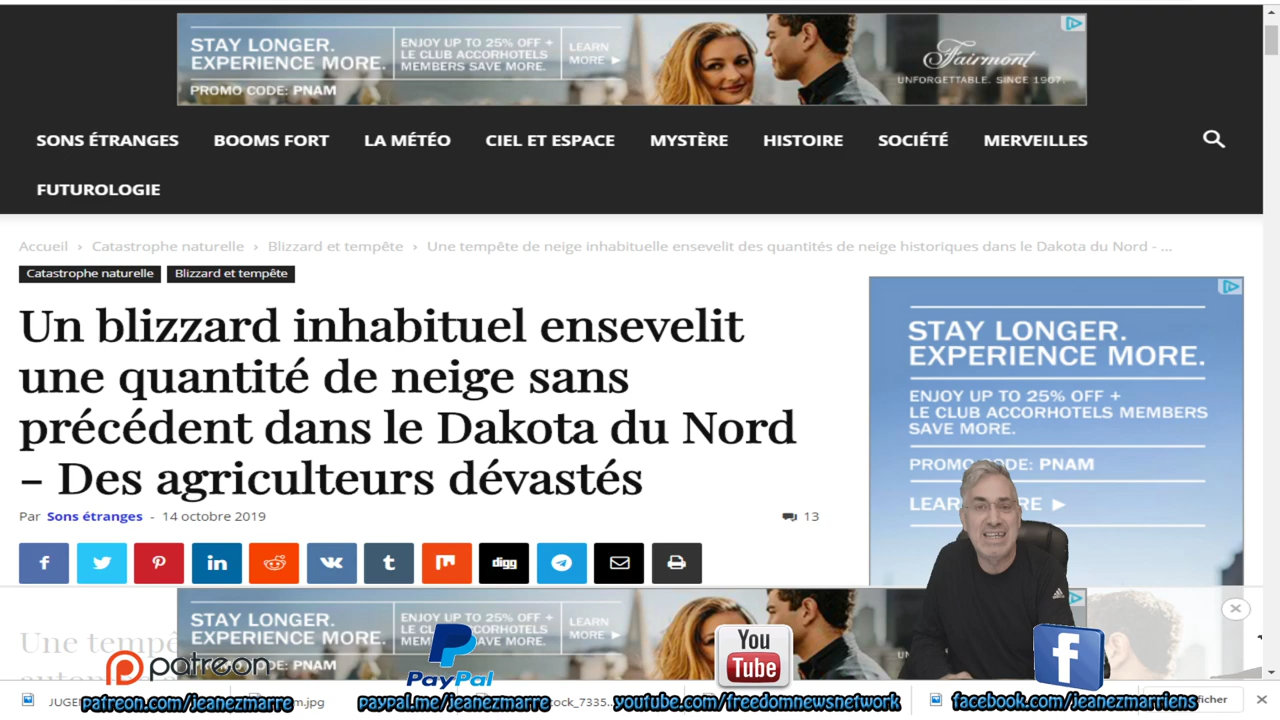 STAY LONGER.
EXPERIENCE MORE.
PROMO CODE: PNAM
ENJOY UP TO 25% OFF +
LE CLUB ACCORHOTELS
MEMBERS SAVE MORE.
LEARN
MORE ▶
Fairmont
UNFORGETTABLE. SINCE 1907.
SONS ÉTRANGES BOOMS FORT LA MÉTÉO CIEL ET ESPACE MYSTÈRE HISTOIRE SOCIÉTÉ MERVEILLES
FUTUROLOGIE
Accueil › Catastrophe naturelle › Blizzard et tempête › Une tempête de neige inhabituelle ensevelit des quantités de neige historiques dans le Dakota du Nord - ...
Catastrophe naturelle Blizzard et tempête
Un blizzard inhabituel ensevelit
une quantité de neige sans
précédent dans le Dakota du Nord
– Des agriculteurs dévastés
Par Sons étranges - 14 octobre 2019
13
STAY LONGER.
EXPERIENCE MORE.
ENJOY UP TO 25% OFF +
LE CLUB ACCORHOTELS MEMBERS
SAVE MORE.
PROMO CODE: PNAM
digg
Une
STAY LONGER.
EXPERIENCE MORE.
PROMO CODE: PNAM
ENJOY UP TO 25% OFF +
LEARN
MORE ▶
patreon
PayPal
You
Tube
patreon.com/jeanezmarre
paypal.me/jeanezmarre
youtube.com/freedomnewsnetwork
facebook.com/jeanezmarriens